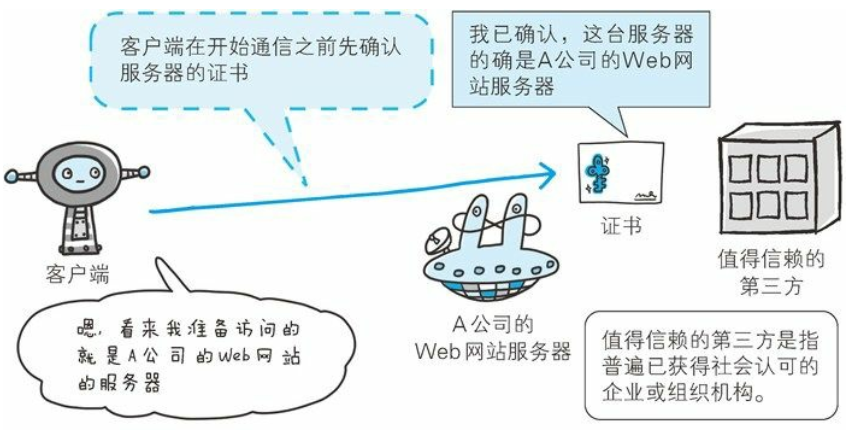 客户端在开始通信之前先确认
服务器的证书
我已确认，这台服务器
的确是A公司的Web网
站服务器
证书
客户端
值得信赖的
第三方
嗯，看来我准备访问的
就是A公司的Web网站
的服务器
A公司的
Web网站服务器
值得信赖的第三方是指
普遍已获得社会认可的
企业或组织机构。